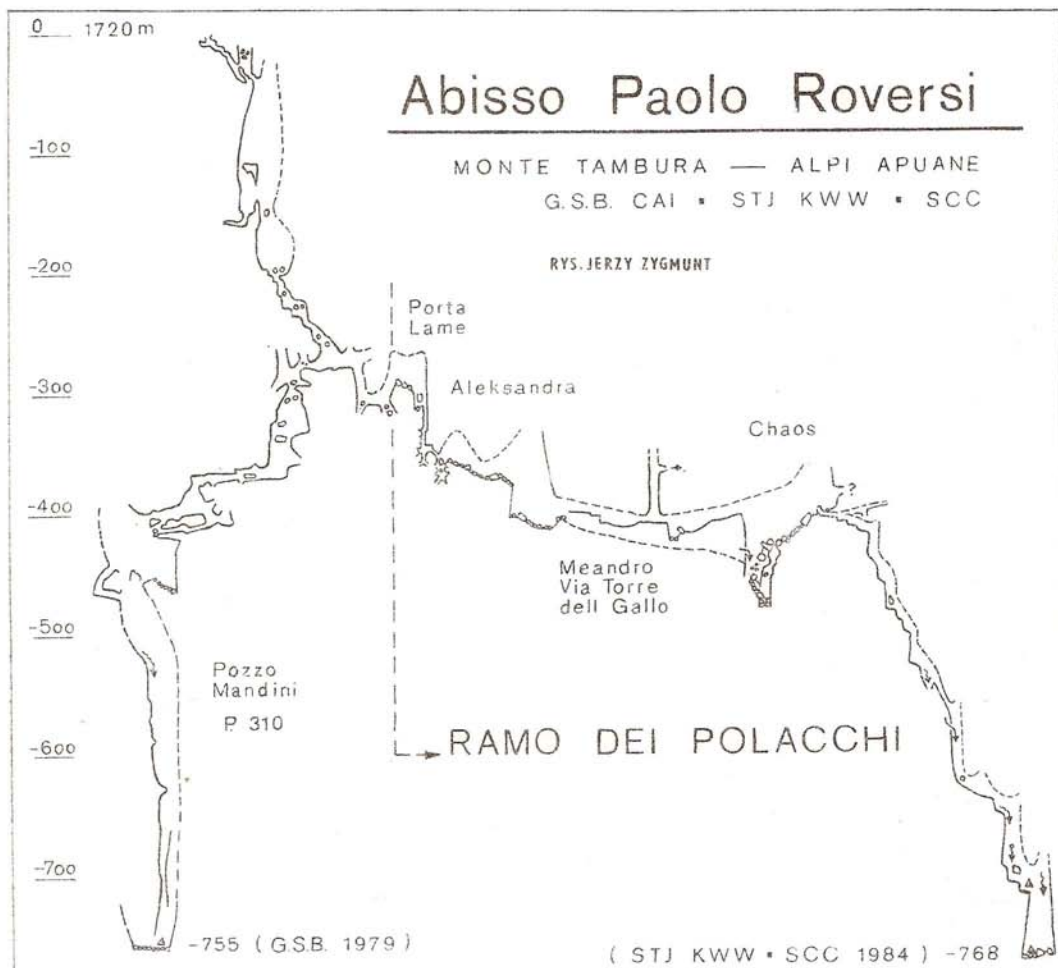 0 1720m
Abisso Paolo Roversi
MONTE TAMBURA — ALPI APUANE
G.S.B. CAI ▪ STJ KWW ▪ SCC
RYS. JERZY ZYGMUNT
-100
-200
-300
-400
-500
-600
-700
Porta
Lame
Aleksandra
Chaos
?
Meandro
Via Torre
dell Gallo
Pozzo
Mandini
P. 310
RAMO DEI POLACCHI
-755 ( G.S.B. 1979 )
( STJ KWW ▪ SCC 1984 ) -768